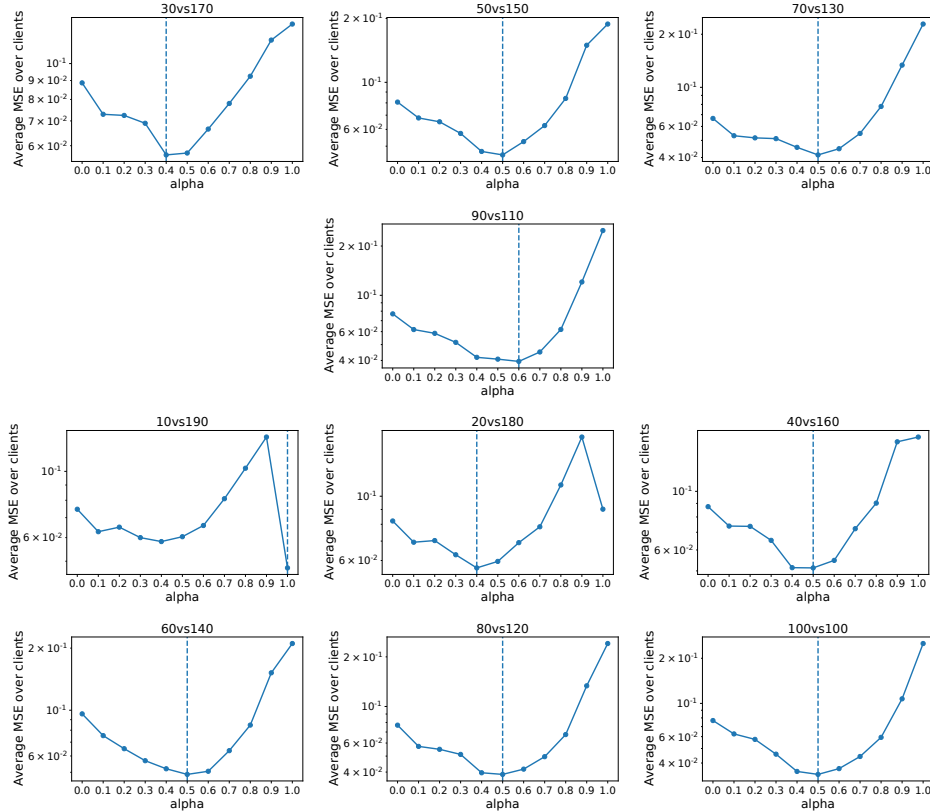 30vs170
Average MSE over clients
10⁻¹
9 × 10⁻²
8 × 10⁻²
7 × 10⁻²
6 × 10⁻²
0.0 0.1 0.2 0.3 0.4 0.5 0.6 0.7 0.8 0.9 1.0
alpha
50vs150
Average MSE over clients
2 × 10⁻¹
10⁻¹
6 × 10⁻²
0.0 0.1 0.2 0.3 0.4 0.5 0.6 0.7 0.8 0.9 1.0
alpha
70vs130
Average MSE over clients
2 × 10⁻¹
10⁻¹
6 × 10⁻²
4 × 10⁻²
0.0 0.1 0.2 0.3 0.4 0.5 0.6 0.7 0.8 0.9 1.0
alpha
90vs110
Average MSE over clients
2 × 10⁻¹
10⁻¹
6 × 10⁻²
4 × 10⁻²
0.0 0.1 0.2 0.3 0.4 0.5 0.6 0.7 0.8 0.9 1.0
alpha
10vs190
Average MSE over clients
10⁻¹
6 × 10⁻²
0.0 0.1 0.2 0.3 0.4 0.5 0.6 0.7 0.8 0.9 1.0
alpha
20vs180
Average MSE over clients
10⁻¹
6 × 10⁻²
0.0 0.1 0.2 0.3 0.4 0.5 0.6 0.7 0.8 0.9 1.0
alpha
40vs160
Average MSE over clients
10⁻¹
6 × 10⁻²
0.0 0.1 0.2 0.3 0.4 0.5 0.6 0.7 0.8 0.9 1.0
alpha
60vs140
Average MSE over clients
2 × 10⁻¹
10⁻¹
6 × 10⁻²
0.0 0.1 0.2 0.3 0.4 0.5 0.6 0.7 0.8 0.9 1.0
alpha
80vs120
Average MSE over clients
2 × 10⁻¹
10⁻¹
6 × 10⁻²
4 × 10⁻²
0.0 0.1 0.2 0.3 0.4 0.5 0.6 0.7 0.8 0.9 1.0
alpha
100vs100
Average MSE over clients
2 × 10⁻¹
10⁻¹
6 × 10⁻²
4 × 10⁻²
0.0 0.1 0.2 0.3 0.4 0.5 0.6 0.7 0.8 0.9 1.0
alpha